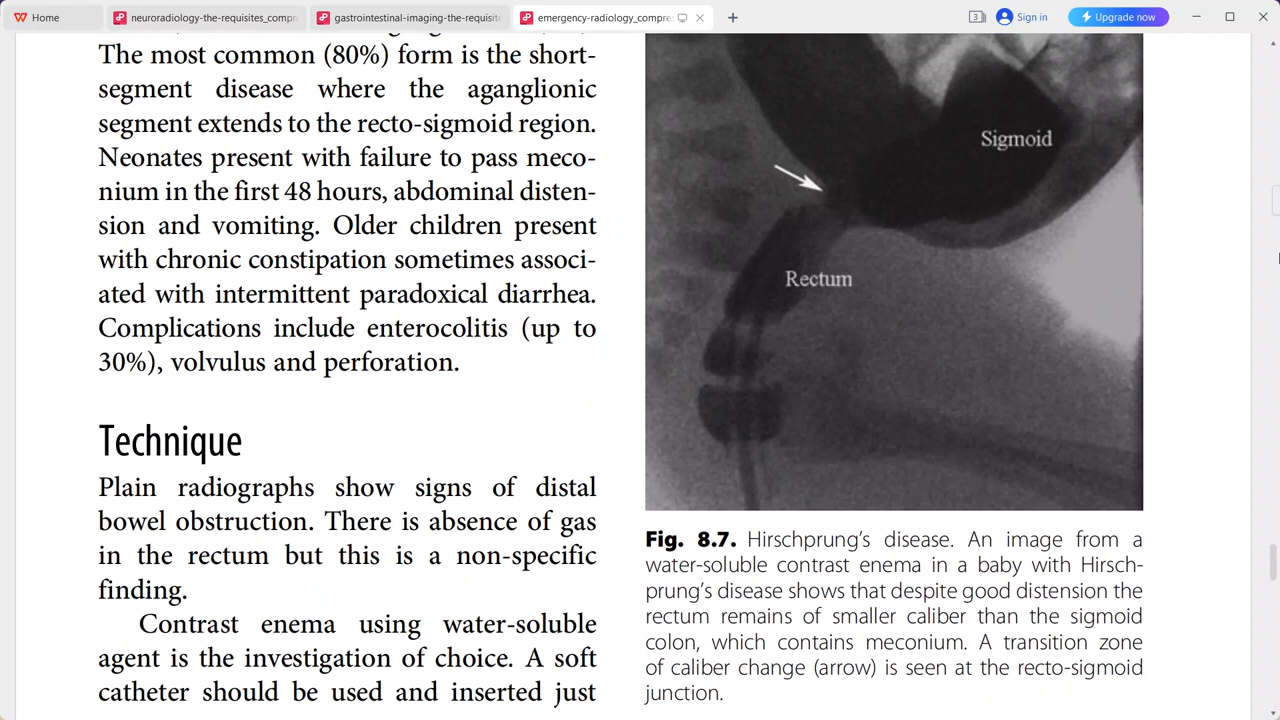 Home
neuroradiology-the-requisites_compre
gastrointestinal-imaging-the-requisite
emergency-radiology_compre
3
Sign in
Upgrade now
The most common (80%) form is the short-
segment disease where the aganglionic
segment extends to the recto-sigmoid region.
Neonates present with failure to pass meco-
nium in the first 48 hours, abdominal disten-
sion and vomiting. Older children present
with chronic constipation sometimes associ-
ated with intermittent paradoxical diarrhea.
Complications include enterocolitis (up to
30%), volvulus and perforation.
Technique
Plain radiographs show signs of distal
bowel obstruction. There is absence of gas
in the rectum but this is a non-specific
finding.
Contrast enema using water-soluble
agent is the investigation of choice. A soft
catheter should be used and inserted just
Sigmoid
Rectum
Fig. 8.7. Hirschprung's disease. An image from a
water-soluble contrast enema in a baby with Hirsch-
prung's disease shows that despite good distension the
rectum remains of smaller caliber than the sigmoid
colon, which contains meconium. A transition zone
of caliber change (arrow) is seen at the recto-sigmoid
junction.